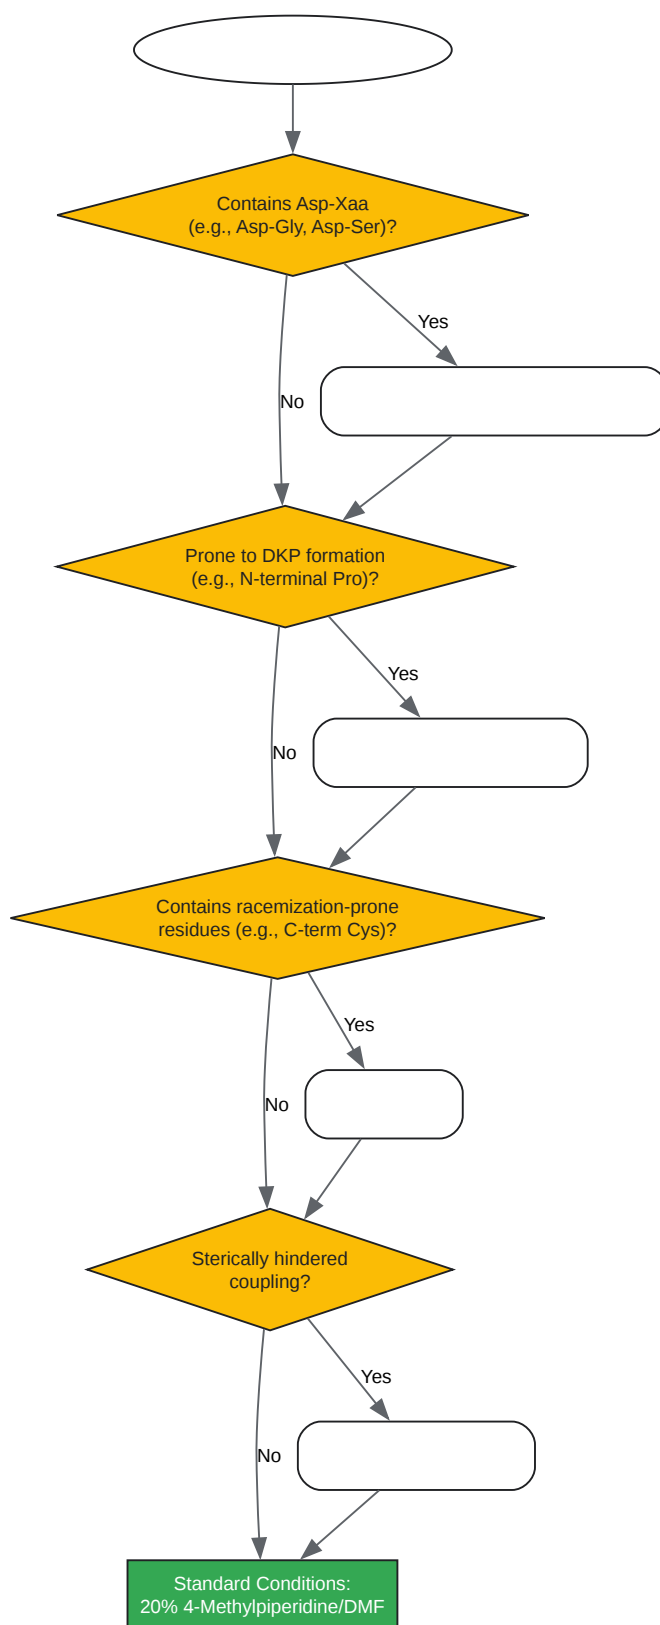 Contains Asp-Xaa
(e.g., Asp-Gly, Asp-Ser)?
Yes
No
Prone to DKP formation
(e.g., N-terminal Pro)?
Yes
No
Contains racemization-prone
residues (e.g., C-term Cys)?
Yes
No
Sterically hindered
coupling?
Yes
No
Standard Conditions:
20% 4-Methylpiperidine/DMF